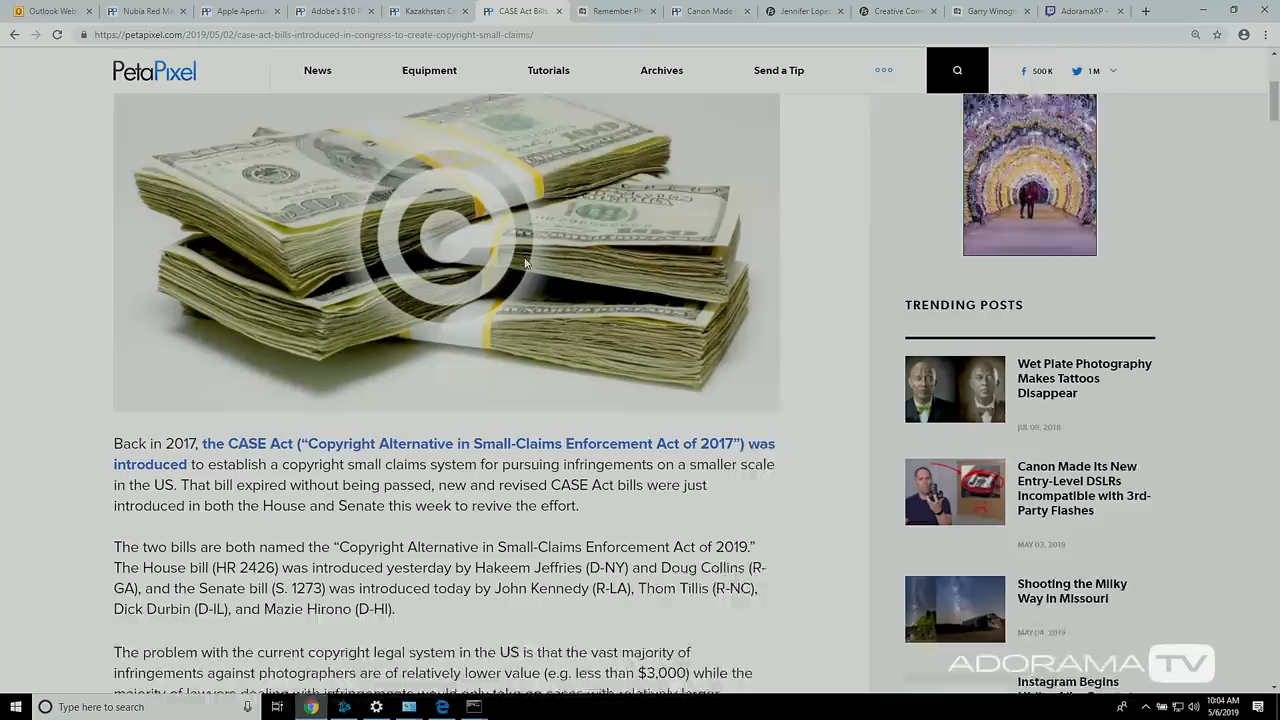 Outlook Web
Nubia Red Ma
Apple Apertur
Adobe's $10 P
Kazakhstan Ce
CASE Act Bills
Remember Ph
Canon Made I
Jennifer Lopez
Creative Com
Garry Winogr
AdoramaXP -
https://petapixel.com/2019/05/02/case-act-bills-introduced-in-congress-to-create-copyright-small-claims/
PetaPixel
News
Equipment
Tutorials
Archives
Send a Tip
500K
1M
TRENDING POSTS
Wet Plate Photography
Makes Tattoos
Disappear
Canon Made Its New
Entry-Level DSLRs
Incompatible with 3rd-
Party Flashes
MAY 03, 2019
Shooting the Milky
Way in Missouri
MAY 04, 2019
Instagram Begins
Back in 2017, the CASE Act (“Copyright Alternative in Small-Claims Enforcement Act of 2017”) was
introduced to establish a copyright small claims system for pursuing infringements on a smaller scale
in the US. That bill expired without being passed, new and revised CASE Act bills were just
introduced in both the House and Senate this week to revive the effort.
The two bills are both named the “Copyright Alternative in Small-Claims Enforcement Act of 2019.”
The House bill (HR 2426) was introduced yesterday by Hakeem Jeffries (D-NY) and Doug Collins (R-
GA), and the Senate bill (S. 1273) was introduced today by John Kennedy (R-LA), Thom Tillis (R-NC),
Dick Durbin (D-IL), and Mazie Hirono (D-HI).
The problem with the current copyright legal system in the US is that the vast majority of
infringements against photographers are of relatively lower value (e.g. less than $3,000) while the
ADORAMA TV
Type here to search
10:04 AM
5/6/2019